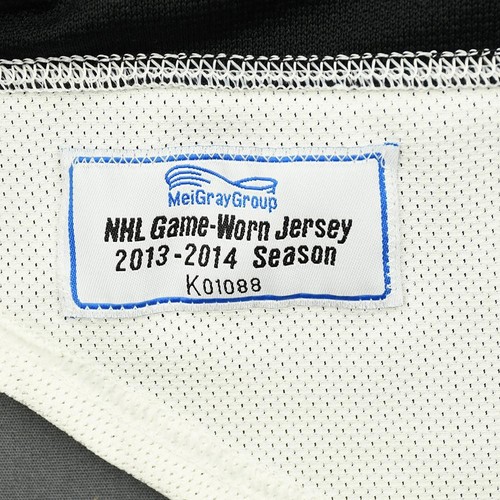 MeiGrayGroup
NHL Game-Worn Jersey
2013-2014 Season
K01088